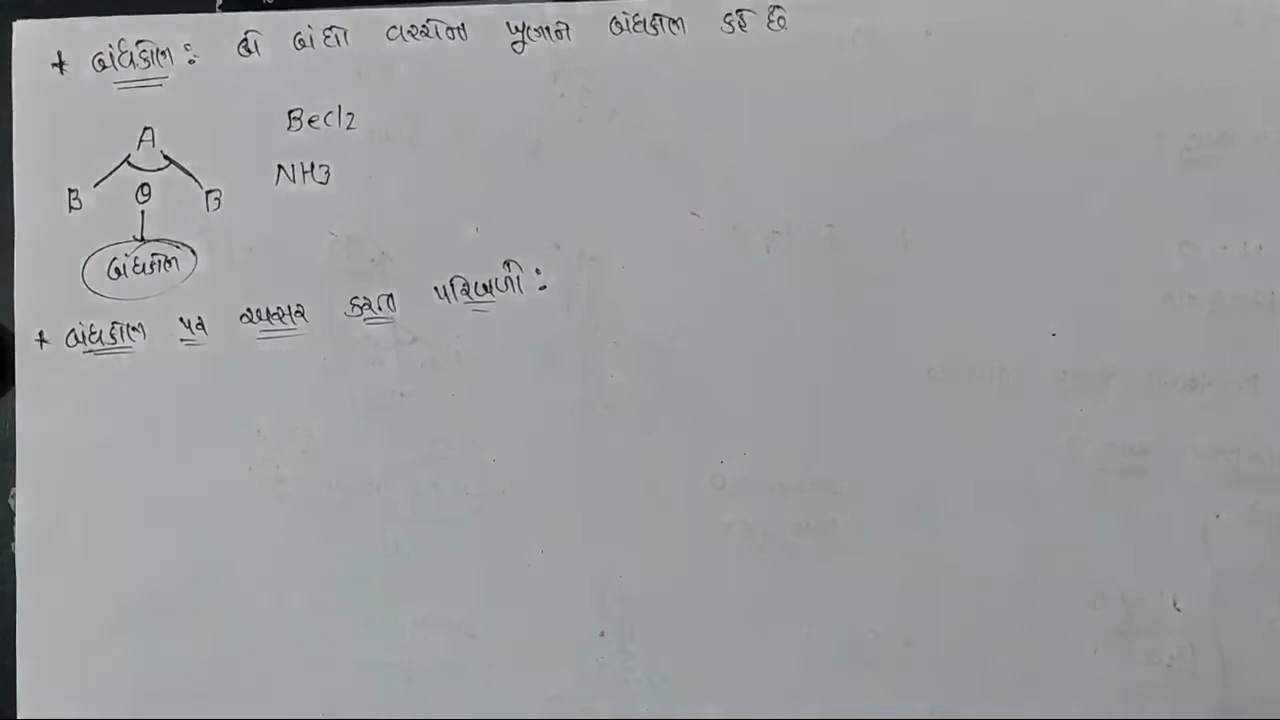 * બંધકોણ : બે બંધો વચ્ચેના ખુણાને બંધકોણ કહે છે.
A
BeCl2
NH3
B θ B
બંધકોણ
* બંધકોણ પર અસર કરતા પરિબળો :